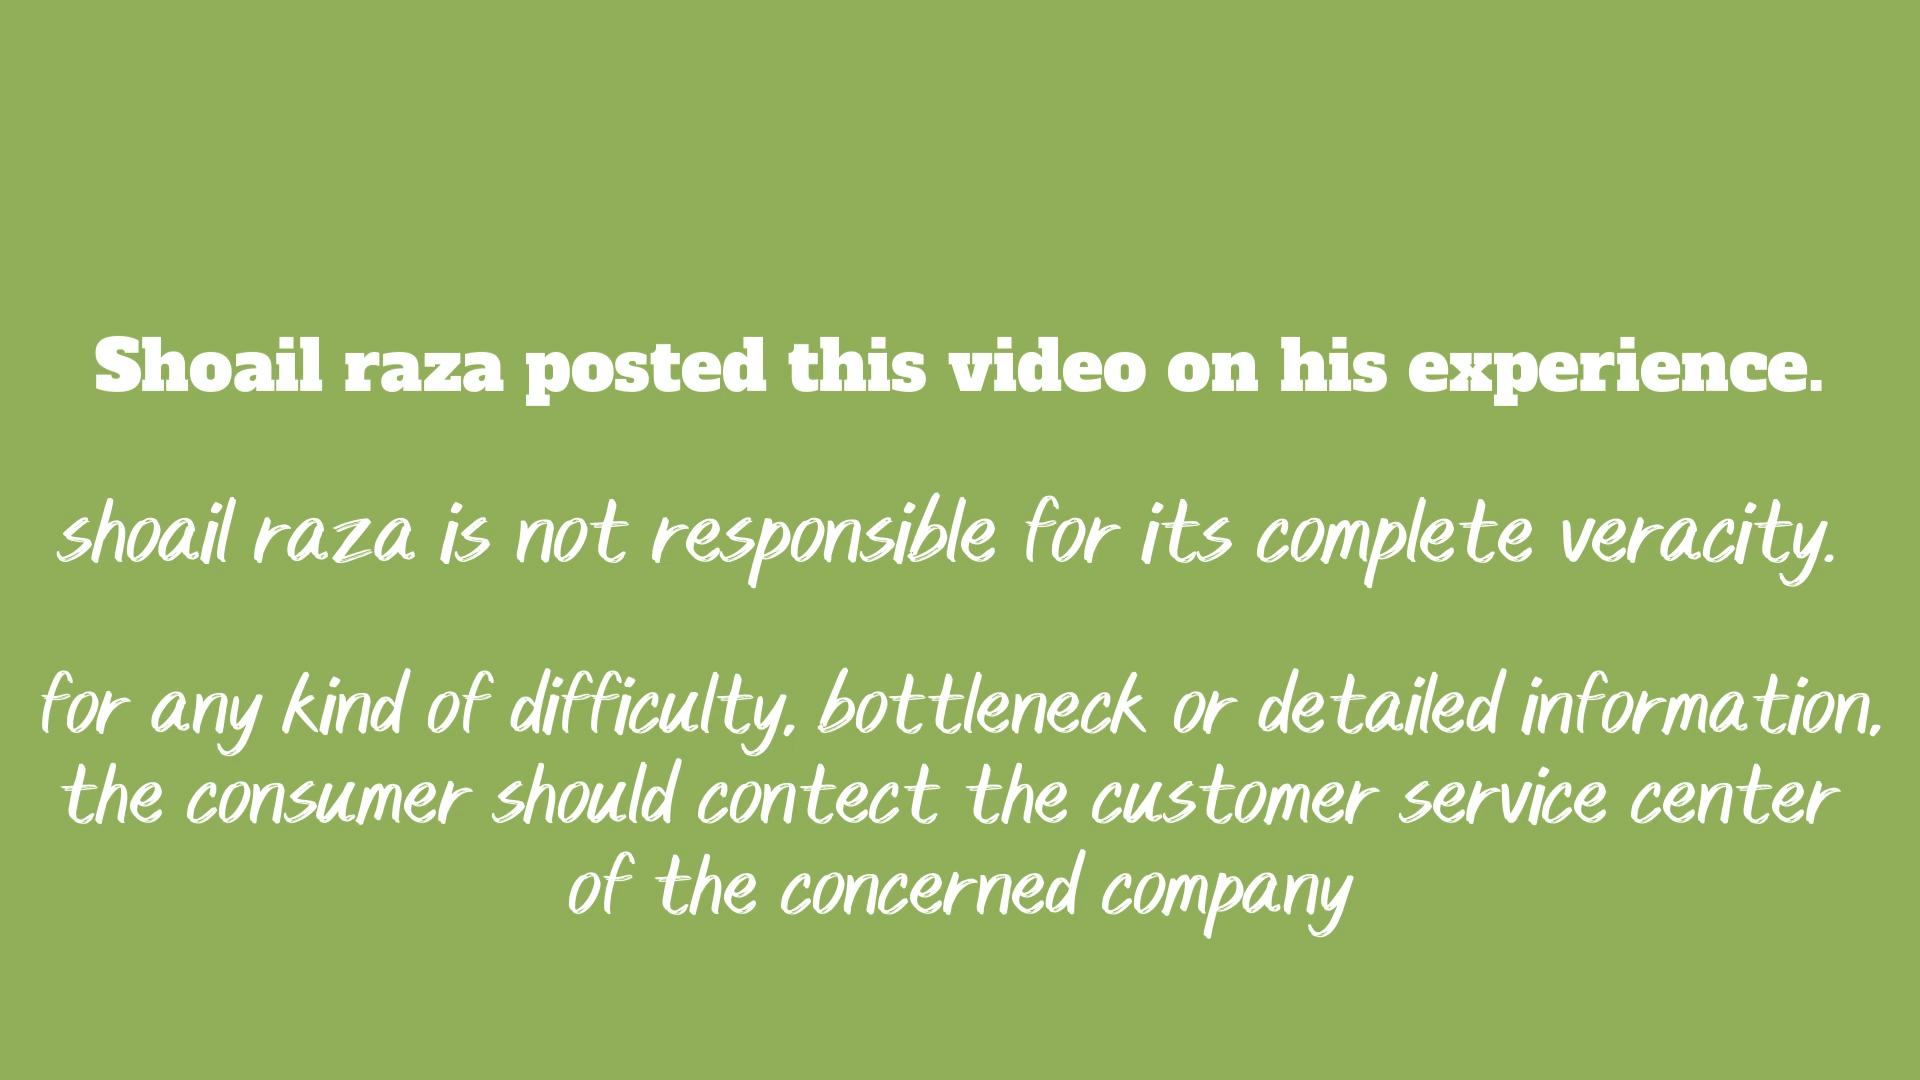 Shoail raza posted this video on his experience.
shoail raza is not responsible for its complete veracity.
for any kind of difficulty, bottleneck or detailed information,
the consumer should contect the customer service center
of the concerned company